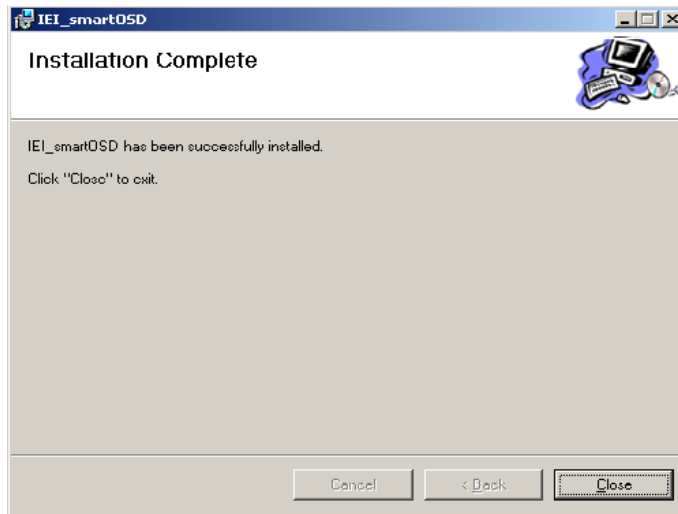 IEI_smartOSD
Installation Complete
IEI_smartOSD has been successfully installed.
Click "Close" to exit.
Cancel
< Back
Close